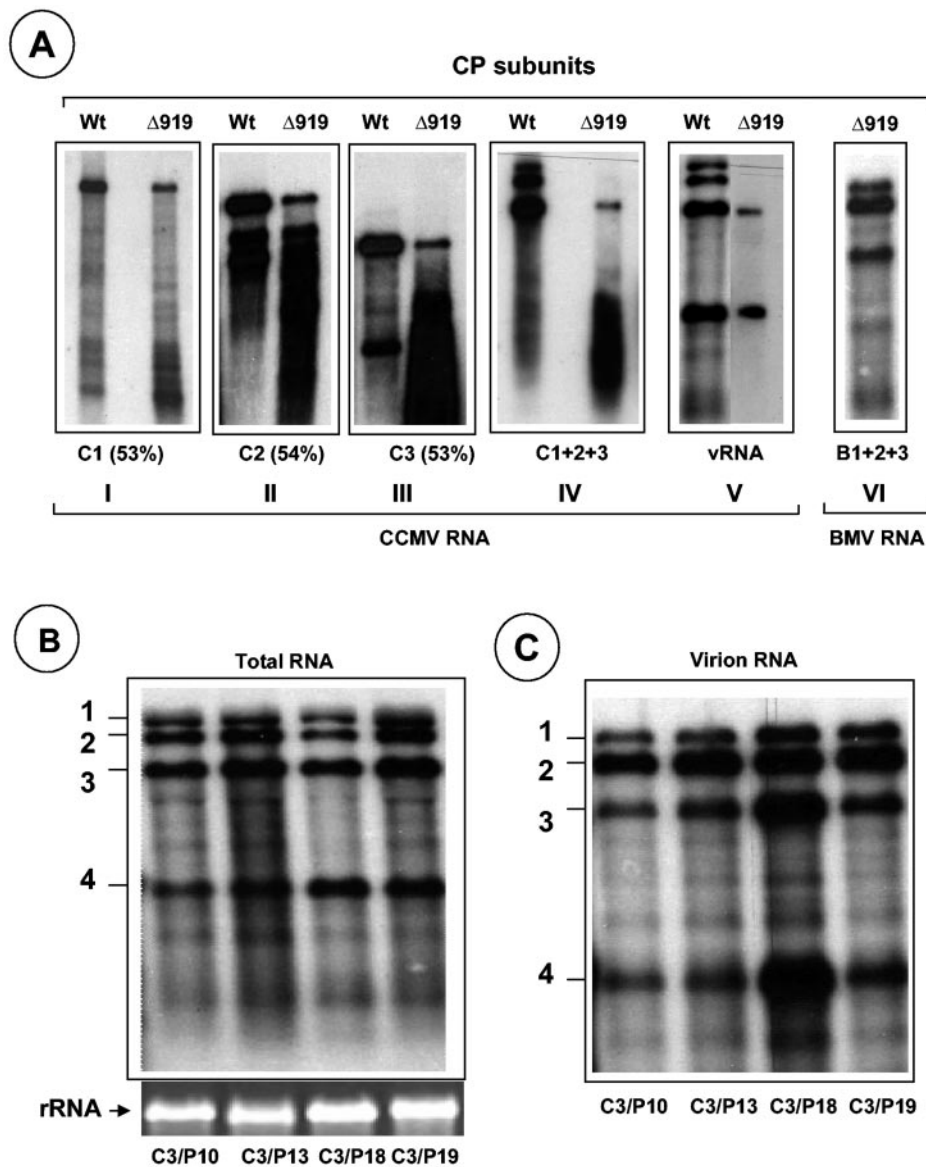 A
CP subunits
Wt Δ919 Wt Δ919 Wt Δ919 Wt Δ919 Wt Δ919 Δ919
C1 (53%) C2 (54%) C3 (53%) C1+2+3 vRNA B1+2+3
I II III IV V VI
CCMV RNA BMV RNA
B
Total RNA
1
2
3
4
rRNA
C3/P10 C3/P13 C3/P18 C3/P19
C
Virion RNA
1
2
3
4
C3/P10 C3/P13 C3/P18 C3/P19